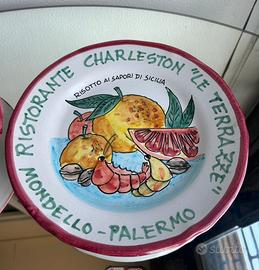 RISTORANTE CHARLESTON "LE TERRAZZE"
RISOTTO AI SAPORI DI SICILIA
MONDELLO - PALERMO